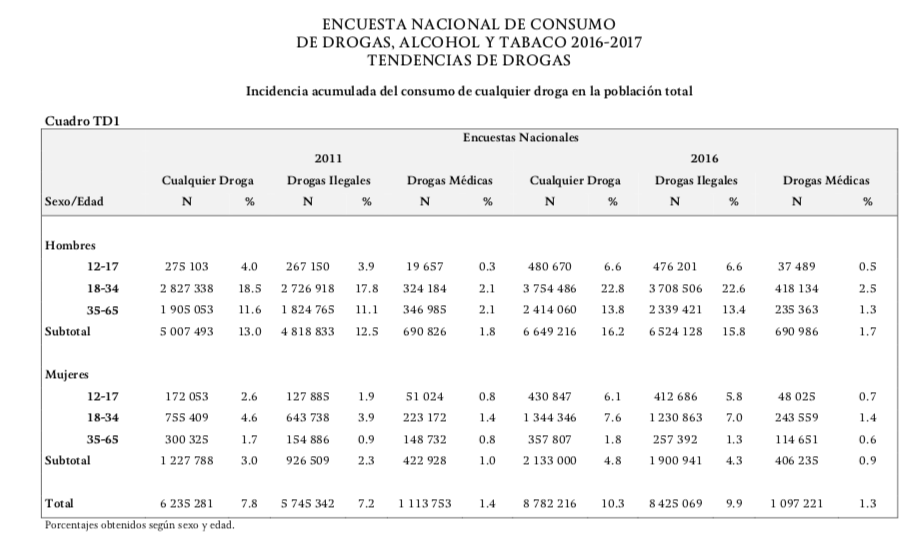 ENCUESTA NACIONAL DE CONSUMO
DE DROGAS, ALCOHOL Y TABACO 2016-2017
TENDENCIAS DE DROGAS
Incidencia acumulada del consumo de cualquier droga en la población total
Cuadro TD1
Encuestas Nacionales
2011 2016
Cualquier Droga Drogas Ilegales Drogas Médicas Cualquier Droga Drogas Ilegales Drogas Médicas
Sexo/Edad N % N % N % N % N % N %
Hombres
12-17 275 103 4.0 267 150 3.9 19 657 0.3 480 670 6.6 476 201 6.6 37 489 0.5
18-34 2 827 338 18.5 2 726 918 17.8 324 184 2.1 3 754 486 22.8 3 708 506 22.6 418 134 2.5
35-65 1 905 053 11.6 1 824 765 11.1 346 985 2.1 2 414 060 13.8 2 339 421 13.4 235 363 1.3
Subtotal 5 007 493 13.0 4 818 833 12.5 690 826 1.8 6 649 216 16.2 6 524 128 15.8 690 986 1.7
Mujeres
12-17 172 053 2.6 127 885 1.9 51 024 0.8 430 847 6.1 412 686 5.8 48 025 0.7
18-34 755 409 4.6 643 738 3.9 223 172 1.4 1 344 346 7.6 1 230 863 7.0 243 559 1.4
35-65 300 325 1.7 154 886 0.9 148 732 0.8 357 807 1.8 257 392 1.3 114 651 0.6
Subtotal 1 227 788 3.0 926 509 2.3 422 928 1.0 2 133 000 4.8 1 900 941 4.3 406 235 0.9
Total 6 235 281 7.8 5 745 342 7.2 1 113 753 1.4 8 782 216 10.3 8 425 069 9.9 1 097 221 1.3
Porcentajes obtenidos según sexo y edad.